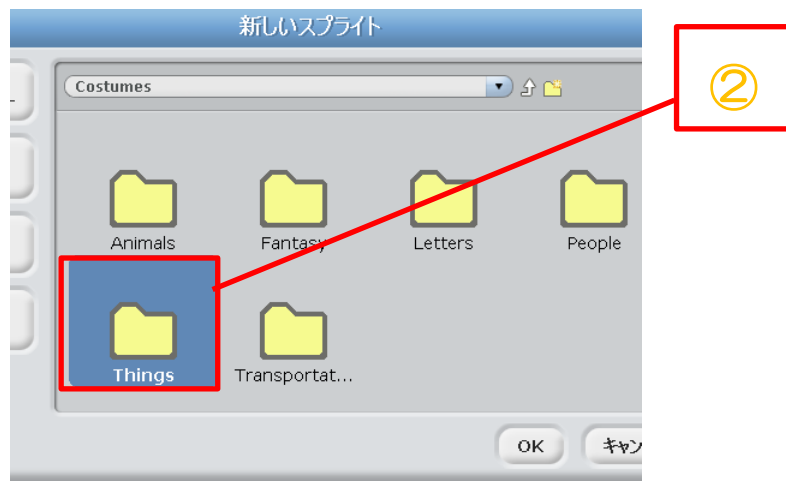 新しいスプライト
②
Costumes
Animals Fantasy Letters People
Things Transportat...
OK キャン